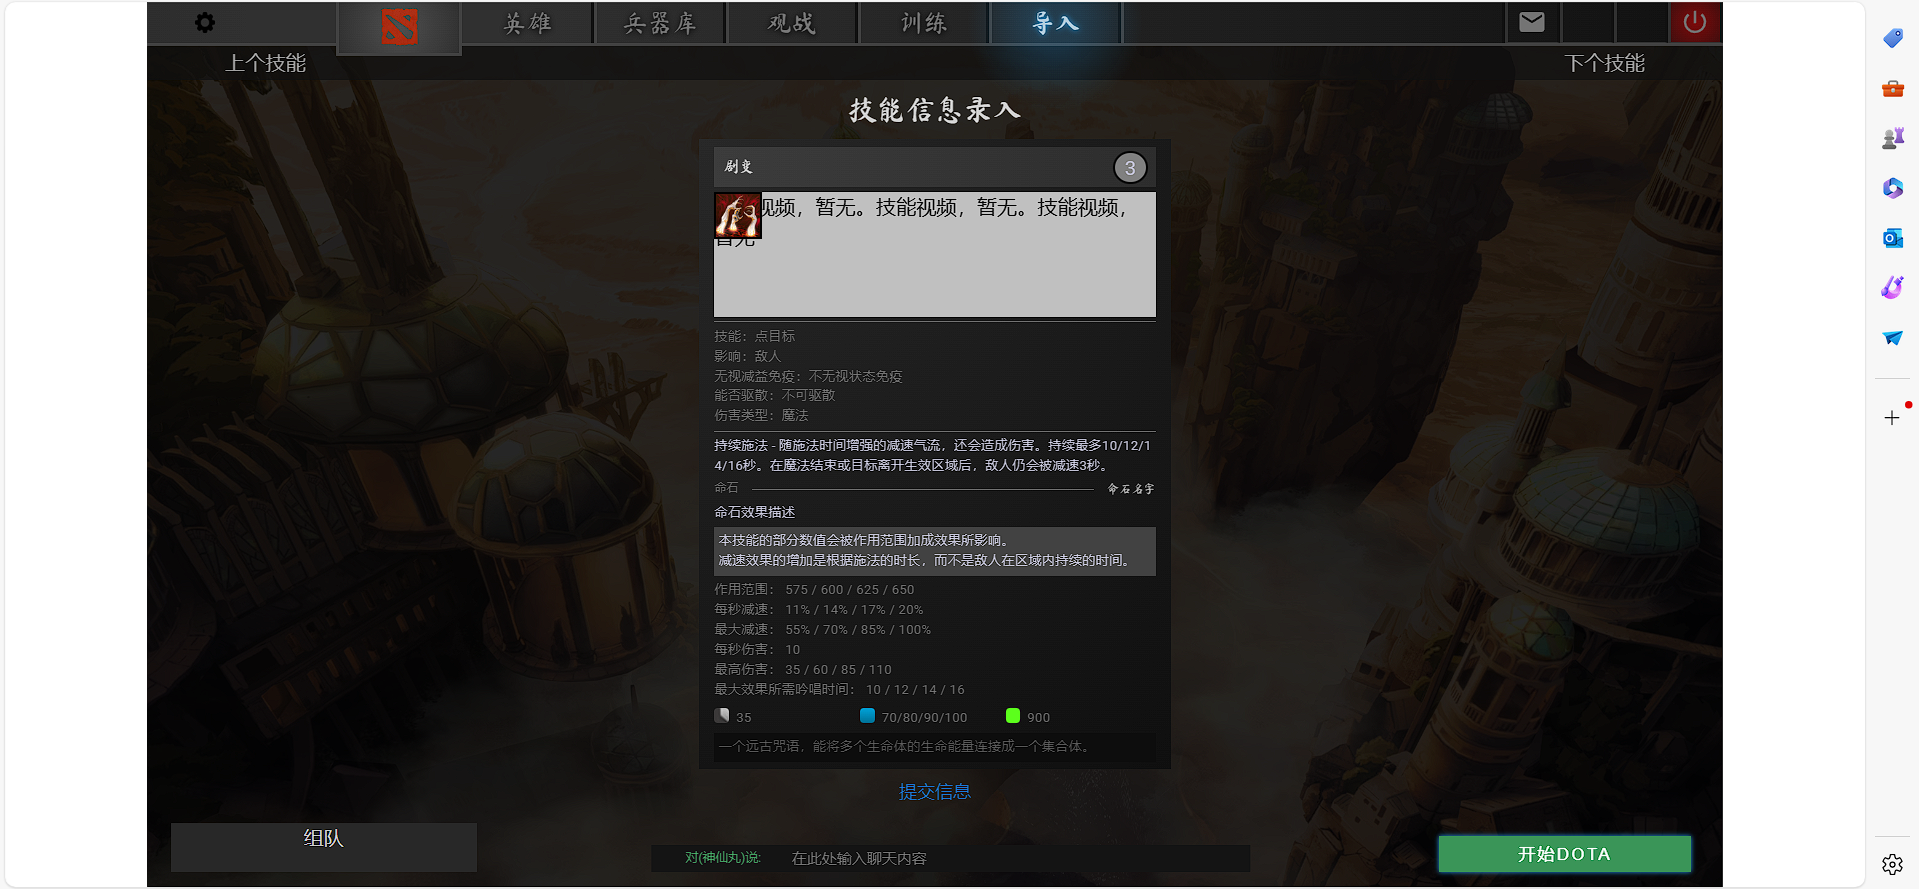 英雄
兵器库
观战
训练
导入
上个技能
下个技能
技能信息录入
剧变
3
视频，暂无。技能视频，暂无。技能视频，
暂无
技能：点目标
影响：敌人
无视减益免疫：不无视状态免疫
能否驱散：不可驱散
伤害类型：魔法
持续施法 - 随施法时间增强的减速气流，还会造成伤害。持续最多10/12/1
4/16秒。在魔法结束或目标离开生效区域后，敌人仍会被减速3秒。
命石
命石名字
命石效果描述
本技能的部分数值会被作用范围加成效果所影响。
减速效果的增加是根据施法的时长，而不是敌人在区域内持续的时间。
作用范围： 575 / 600 / 625 / 650
每秒减速： 11% / 14% / 17% / 20%
最大减速： 55% / 70% / 85% / 100%
每秒伤害： 10
最高伤害： 35 / 60 / 85 / 110
最大效果所需吟唱时间： 10 / 12 / 14 / 16
35
70/80/90/100
900
一个远古咒语，能将多个生命体的生命能量连接成一个集合体。
提交信息
组队
对(神仙丸)说:
在此处输入聊天内容
开始DOTA